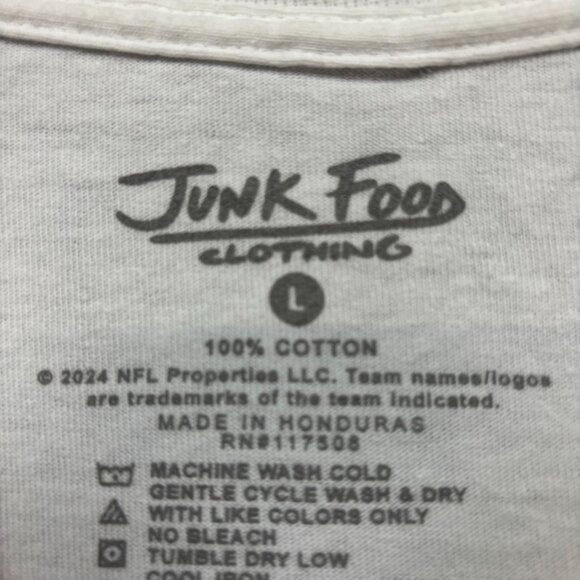 JUNK FOOD
CLOTHING
L
100% COTTON
© 2024 NFL Properties LLC. Team names/logos
are trademarks of the team indicated.
MADE IN HONDURAS
RN#117508
MACHINE WASH COLD
GENTLE CYCLE WASH & DRY
WITH LIKE COLORS ONLY
NO BLEACH
TUMBLE DRY LOW
COOL IRON